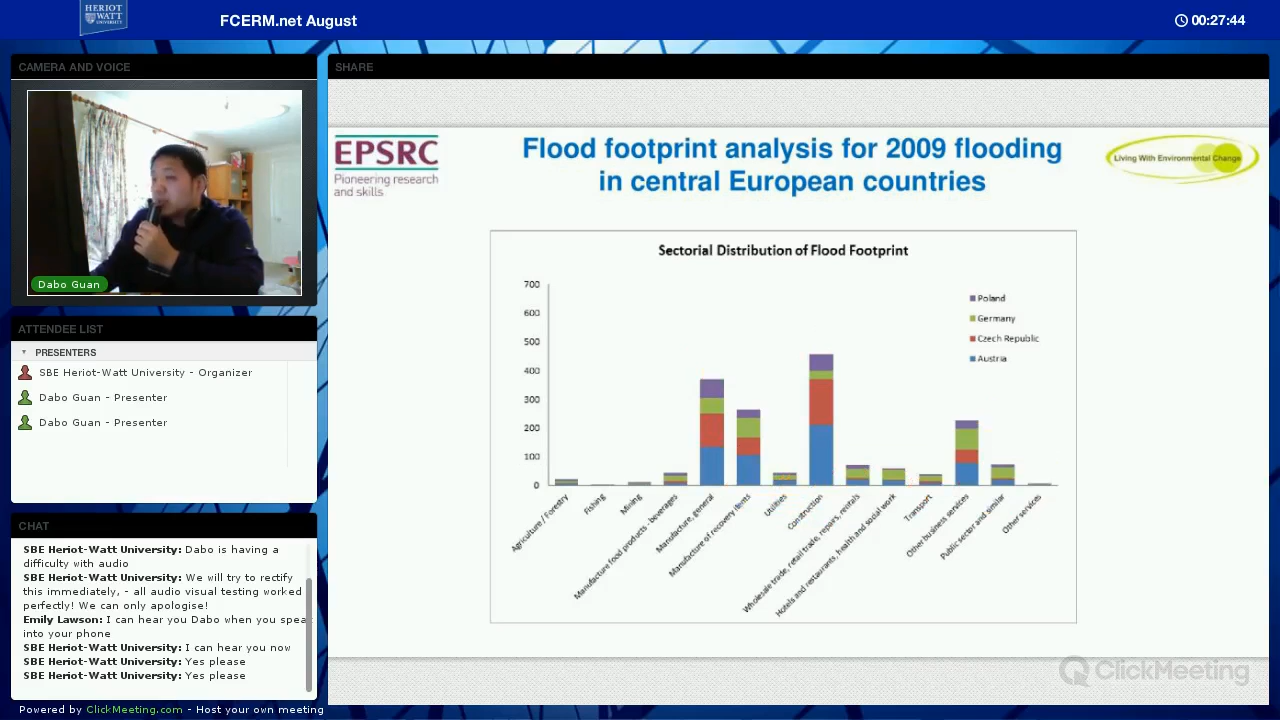 HERIOT
WATT
UNIVERSITY
FCERM.net August
00:27:44
CAMERA AND VOICE
Dabo Guan
ATTENDEE LIST
PRESENTERS
SBE Heriot-Watt University - Organizer
Dabo Guan - Presenter
Dabo Guan - Presenter
CHAT
SBE Heriot-Watt University: Dabo is having a
difficulty with audio
SBE Heriot-Watt University: We will try to rectify
this immediately, - all audio visual testing worked
perfectly! We can only apologise!
Emily Lawson: I can hear you Dabo when you speak
into your phone
SBE Heriot-Watt University: I can hear you now
SBE Heriot-Watt University: Yes please
SBE Heriot-Watt University: Yes please
Powered by ClickMeeting.com - Host your own meeting
SHARE
EPSRC
Pioneering research
and skills
Flood footprint analysis for 2009 flooding
in central European countries
Living With Environmental Change
Sectorial Distribution of Flood Footprint
700
600
500
400
300
200
100
0
Poland
Germany
Czech Republic
Austria
Agriculture / Forestry
Fishing
Mining
Manufacture food products - beverages
Manufacture, general
Manufacture of recovery items
Utilities
Construction
Wholesale trade, retail trade, repairs, rentals
Hotels and restaurants, health and social work
Transport
Other business services
Public sector and similar
Other services
ClickMeeting